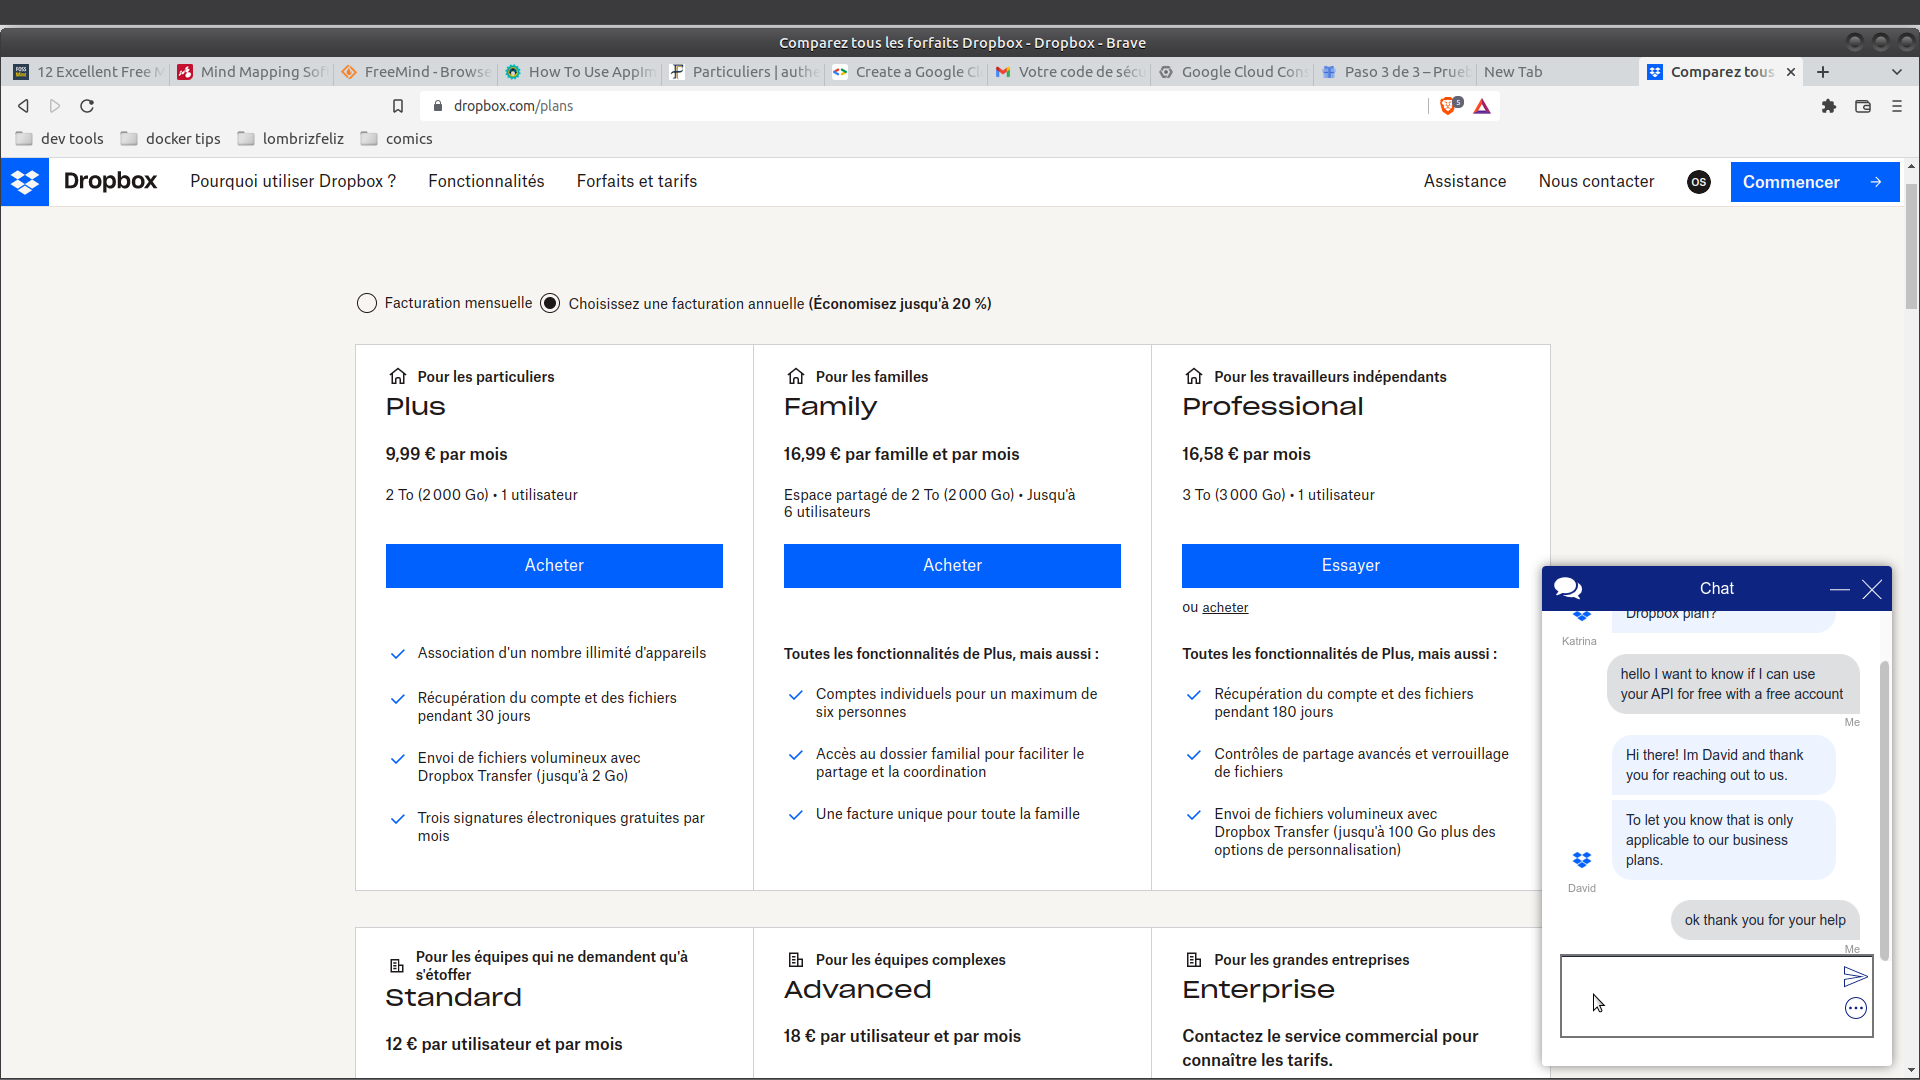 Comparez tous les forfaits Dropbox - Dropbox - Brave
12 Excellent Free
Mind Mapping
FreeMind - Browse
How To Use AppIm
Particuliers | authe
Create a Google
Votre code de sécu
Google Cloud Cons
Paso 3 de 3 – Prueb
New Tab
Comparez tous
dropbox.com/plans
5
dev tools
docker tips
lombrizfeliz
comics
Dropbox
Pourquoi utiliser Dropbox ?
Fonctionnalités
Forfaits et tarifs
Assistance
Nous contacter
OS
Commencer
Facturation mensuelle
Choisissez une facturation annuelle (Économisez jusqu'à 20 %)
Pour les particuliers
Plus
9,99 € par mois
2 To (2 000 Go) • 1 utilisateur
Acheter
Association d'un nombre illimité d'appareils
Récupération du compte et des fichiers
pendant 30 jours
Envoi de fichiers volumineux avec
Dropbox Transfer (jusqu'à 2 Go)
Trois signatures électroniques gratuites par
mois
Pour les familles
Family
16,99 € par famille et par mois
Espace partagé de 2 To (2 000 Go) • Jusqu'à
6 utilisateurs
Acheter
Toutes les fonctionnalités de Plus, mais aussi :
Comptes individuels pour un maximum de
six personnes
Accès au dossier familial pour faciliter le
partage et la coordination
Une facture unique pour toute la famille
Pour les travailleurs indépendants
Professional
16,58 € par mois
3 To (3 000 Go) • 1 utilisateur
Essayer
ou acheter
Toutes les fonctionnalités de Plus, mais aussi :
Récupération du compte et des fichiers
pendant 180 jours
Contrôles de partage avancés et verrouillage
de fichiers
Envoi de fichiers volumineux avec
Dropbox Transfer (jusqu'à 100 Go plus des
options de personnalisation)
Pour les équipes qui ne demandent qu'à
s'étoffer
Standard
12 € par utilisateur et par mois
Pour les équipes complexes
Advanced
18 € par utilisateur et par mois
Pour les grandes entreprises
Enterprise
Contactez le service commercial pour
connaître les tarifs.
Chat
Dropbox plan?
Katrina
hello I want to know if I can use
your API for free with a free account
Me
Hi there! Im David and thank
you for reaching out to us.
To let you know that is only
applicable to our business
plans.
David
ok thank you for your help
Me